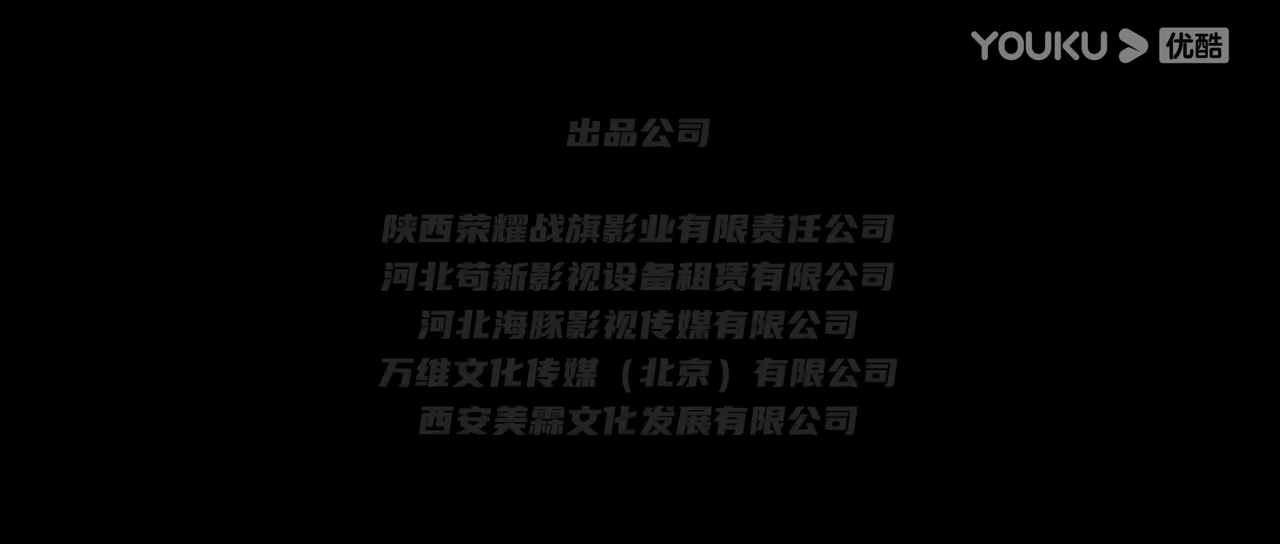 YOUKU 优酷
出品公司
陕西荣耀战旗影业有限责任公司
河北苟新影视设备租赁有限公司
河北海豚影视传媒有限公司
万维文化传媒（北京）有限公司
西安美霖文化发展有限公司